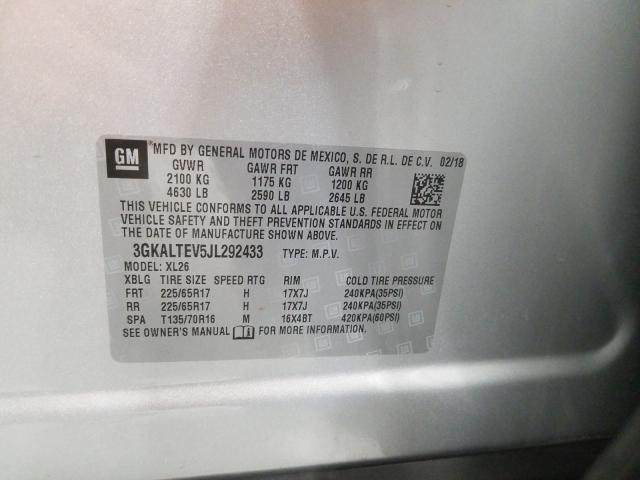 GM
*MFD BY GENERAL MOTORS DE MEXICO, S. DE R.L. DE C.V. 02/18
GVWR GAWR FRT GAWR RR
2100 KG 1175 KG 1200 KG
4630 LB 2590 LB 2645 LB
THIS VEHICLE CONFORMS TO ALL APPLICABLE U.S. FEDERAL MOTOR
VEHICLE SAFETY AND THEFT PREVENTION STANDARDS IN EFFECT ON
THE DATE OF MANUFACTURE SHOWN ABOVE.
3GKALTEV5JL292433 TYPE: M.P.V.
MODEL: XL26
XBLG TIRE SIZE SPEED RTG RIM COLD TIRE PRESSURE
FRT 225/65R17 H 17X7J 240KPA(35PSI)
RR 225/65R17 H 17X7J 240KPA(35PSI)
SPA T135/70R16 M 16X4BT 420KPA(60PSI)
SEE OWNER'S MANUAL FOR MORE INFORMATION.